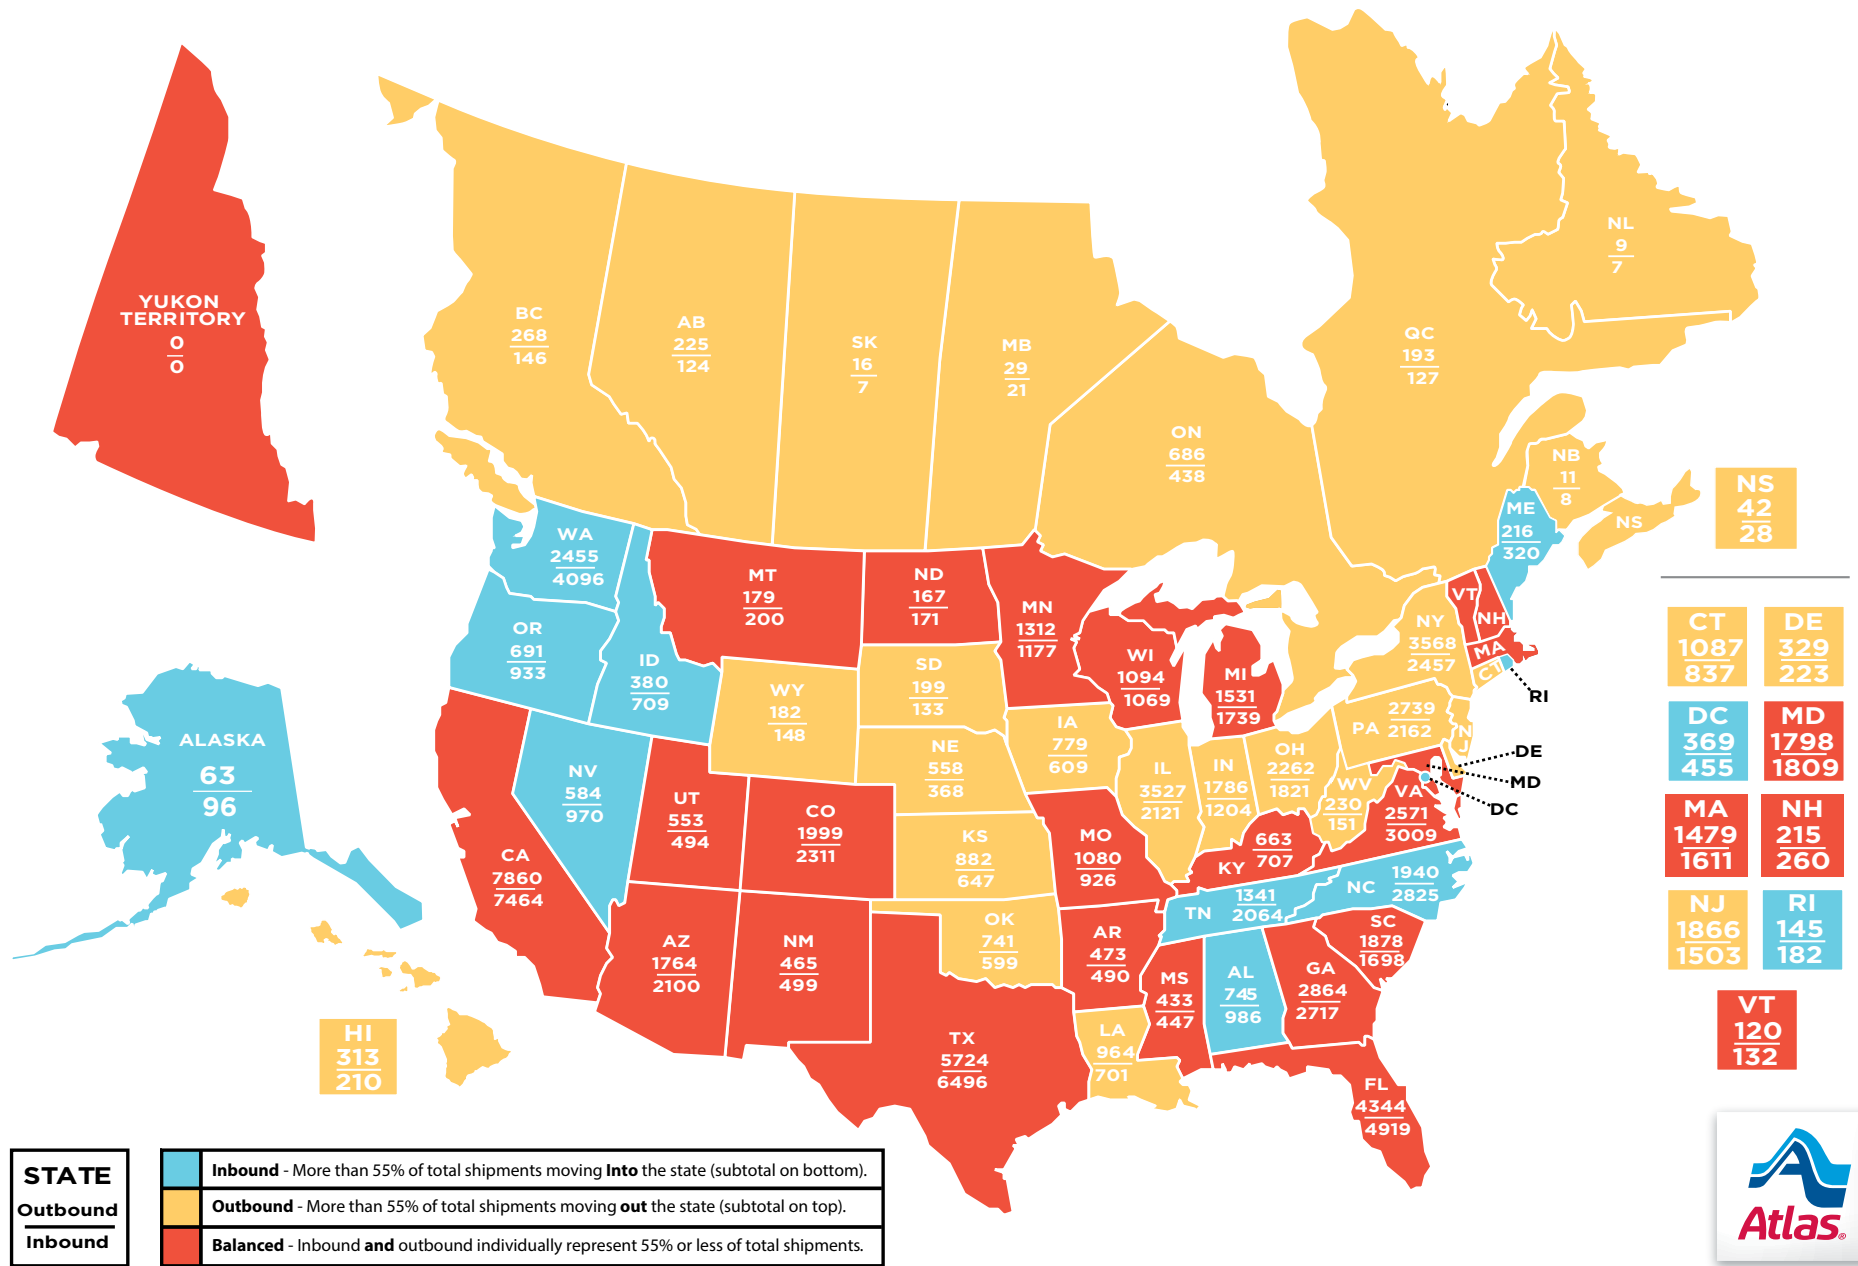 YUKON
TERRITORY
0
0
BC
268
146
AB
225
124
SK
16
7
MB
29
21
ON
686
438
QC
193
127
NL
9
7
NB
11
8
NS
NS
42
28
ME
216
320
WA
2455
4096
OR
691
933
ID
380
709
MT
179
200
ND
167
171
MN
1312
1177
WI
1094
1069
MI
1531
1739
NY
3568
2457
VT
NH
MA
CT
RI
SD
199
133
WY
182
148
NE
558
368
IA
779
609
IL
3527
2121
IN
1786
1204
OH
2262
1821
PA
2739
2162
NJ
DE
MD
DC
WV
230
151
VA
2571
3009
KY
663
707
NV
584
970
UT
553
494
CO
1999
2311
KS
882
647
MO
1080
926
CA
7860
7464
AZ
1764
2100
NM
465
499
OK
741
599
AR
473
490
TN
1341
2064
NC
1940
2825
SC
1878
1698
MS
433
447
AL
745
986
GA
2864
2717
LA
964
701
TX
5724
6496
FL
4344
4919
ALASKA
63
96
HI
313
210
CT
1087
837
DE
329
223
DC
369
455
MD
1798
1809
MA
1479
1611
NH
215
260
NJ
1866
1503
RI
145
182
VT
120
132
STATE
Outbound
Inbound
Inbound - More than 55% of total shipments moving Into the state (subtotal on bottom).
Outbound - More than 55% of total shipments moving out the state (subtotal on top).
Balanced - Inbound and outbound individually represent 55% or less of total shipments.
Atlas®